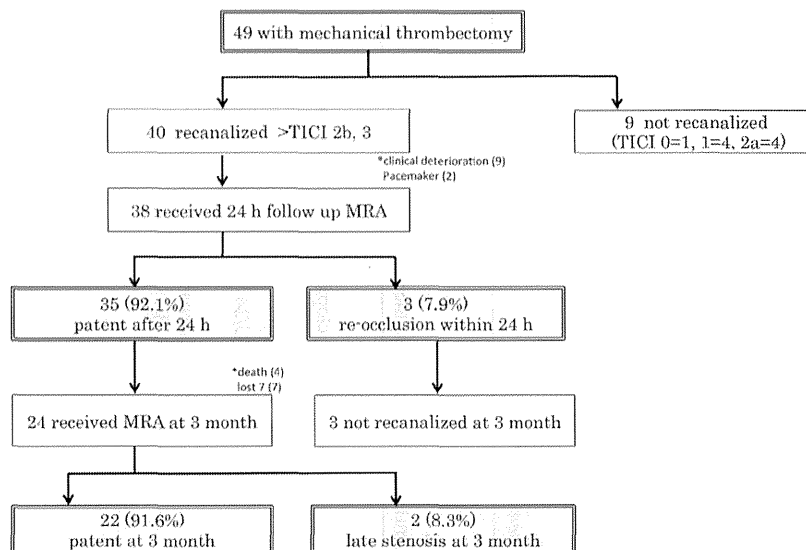 49 with mechanical thrombectomy
40 recanalized >TICI 2b, 3
9 not recanalized
(TICI 0=1, 1=4, 2a=4)
*clinical deterioration (9)
Pacemaker (2)
38 received 24 h follow up MRA
35 (92.1%)
patent after 24 h
3 (7.9%)
re-occlusion within 24 h
*death (4)
lost 7 (7)
24 received MRA at 3 month
3 not recanalized at 3 month
22 (91.6%)
patent at 3 month
2 (8.3%)
late stenosis at 3 month